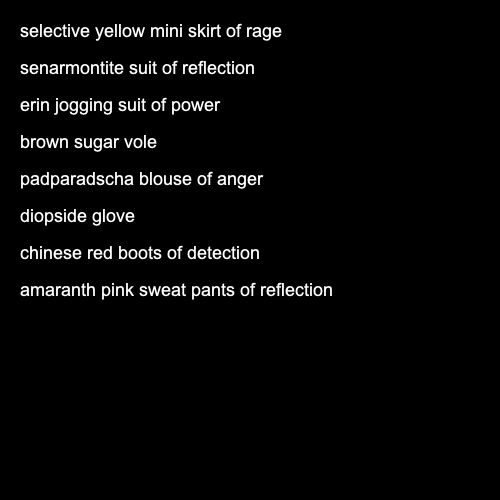 selective yellow mini skirt of rage
senarmontite suit of reflection
erin jogging suit of power
brown sugar vole
padparadscha blouse of anger
diopside glove
chinese red boots of detection
amaranth pink sweat pants of reflection